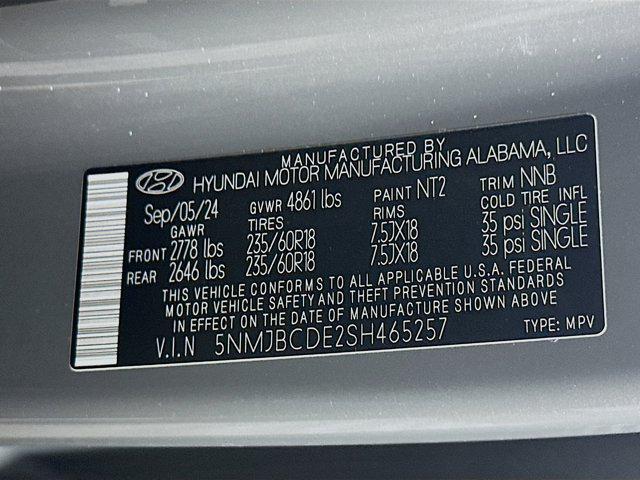 MANUFACTURED BY
HYUNDAI MOTOR MANUFACTURING ALABAMA, LLC
Sep/05/24 GVWR 4861 lbs PAINT NT2 TRIM NNB
GAWR TIRES RIMS COLD TIRE INFL
FRONT 2778 lbs 235/60R18 7.5JX18 35 psi SINGLE
REAR 2646 lbs 235/60R18 7.5JX18 35 psi SINGLE
THIS VEHICLE CONFORMS TO ALL APPLICABLE U.S.A. FEDERAL
MOTOR VEHICLE SAFETY AND THEFT PREVENTION STANDARDS
IN EFFECT ON THE DATE OF MANUFACTURE SHOWN ABOVE
V.I.N 5NMJBCDE2SH465257 TYPE: MPV